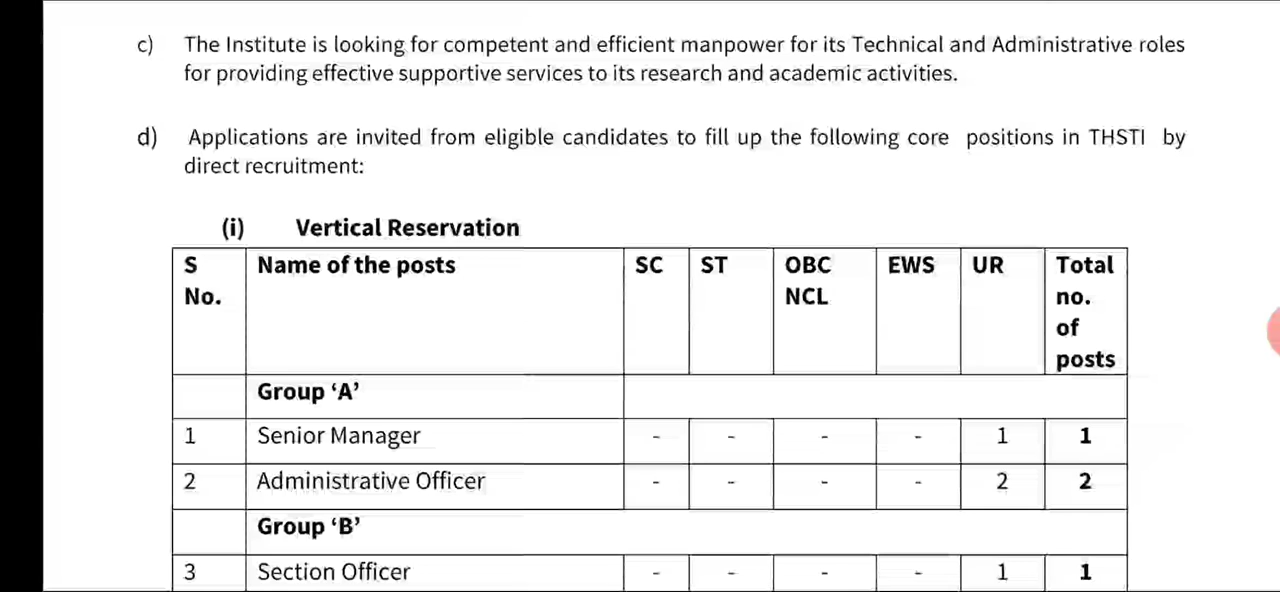 c) The Institute is looking for competent and efficient manpower for its Technical and Administrative roles
for providing effective supportive services to its research and academic activities.
d) Applications are invited from eligible candidates to fill up the following core positions in THSTI by
direct recruitment:
(i) Vertical Reservation
S No. Name of the posts SC ST OBC NCL EWS UR Total no. of posts
Group ‘A’
1 Senior Manager - - - - 1 1
2 Administrative Officer - - - - 2 2
Group ‘B’
3 Section Officer - - - - 1 1